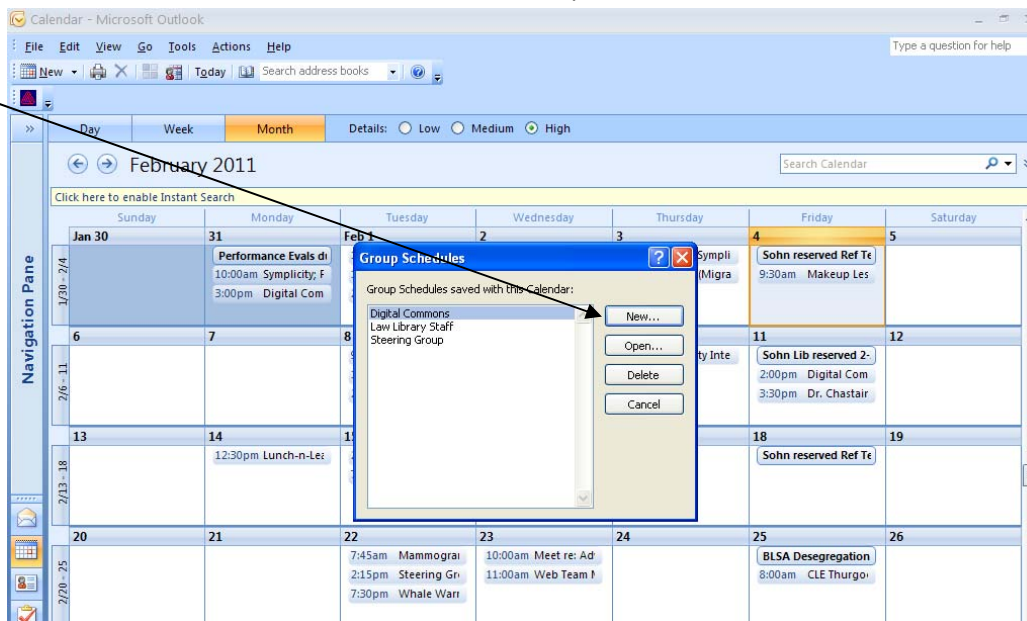 Calendar - Microsoft Outlook
File Edit View Go Tools Actions Help
Type a question for help
New Today Search address books
Day Week Month Details: Low Medium High
February 2011
Search Calendar
Click here to enable Instant Search
Sunday Monday Tuesday Wednesday Thursday Friday Saturday
Jan 30 31 Feb 1 2 3 4 5
1/30 - 2/4
Performance Evals
10:00am Symplicity; F
3:00pm Digital Com
Sympli
(Migra
Sohn reserved Ref Te
9:30am Makeup Les
Group Schedules
Group Schedules saved with this Calendar:
Digital Commons
Law Library Staff
Steering Group
New...
Open...
Delete
Cancel
Navigation Pane
6 7 8 11 12
2/6 - 11
ty Inte
Sohn Lib reserved 2-
2:00pm Digital Com
3:30pm Dr. Chastair
13 14 18 19
2/13 - 18
12:30pm Lunch-n-Lea
Sohn reserved Ref Te
20 21 22 23 24 25 26
2/20 - 25
7:45am Mammogra
2:15pm Steering Gr
7:30pm Whale Warr
10:00am Meet re: Ad
11:00am Web Team
BLSA Desegregation
8:00am CLE Thurgo